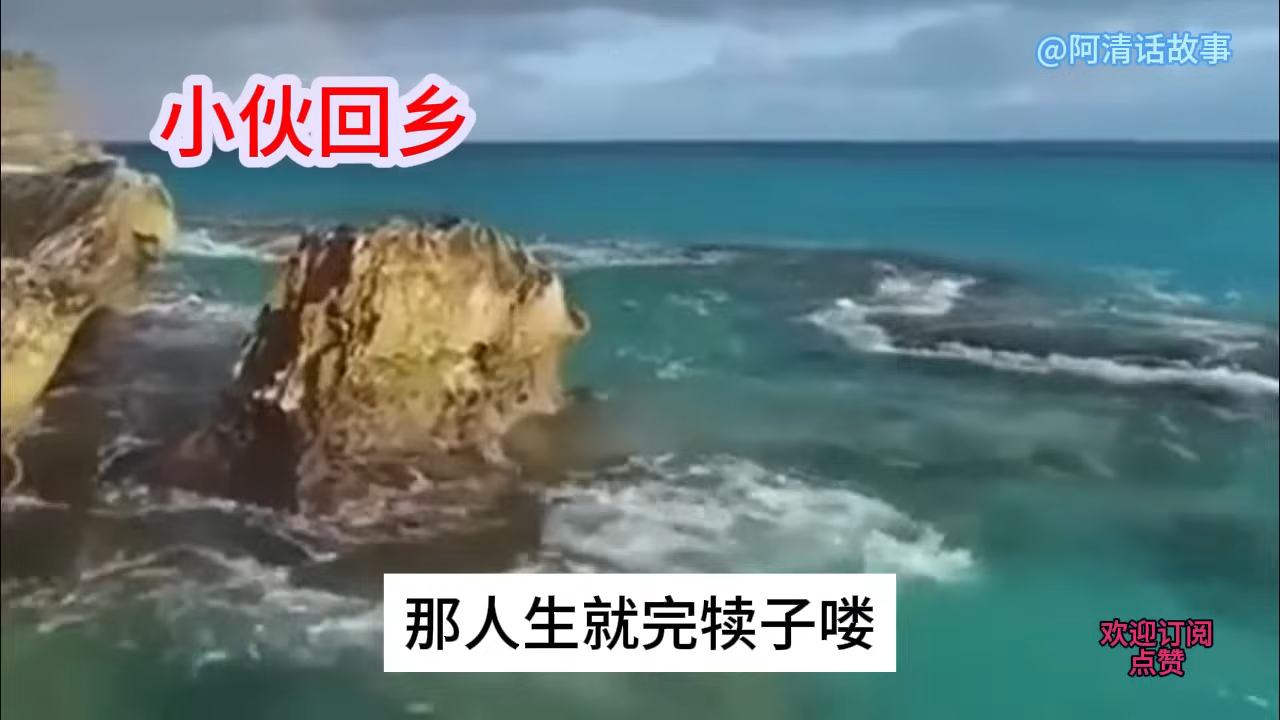 @阿清话故事
小伙回乡
那人生就完犊子喽
欢迎订阅
点赞